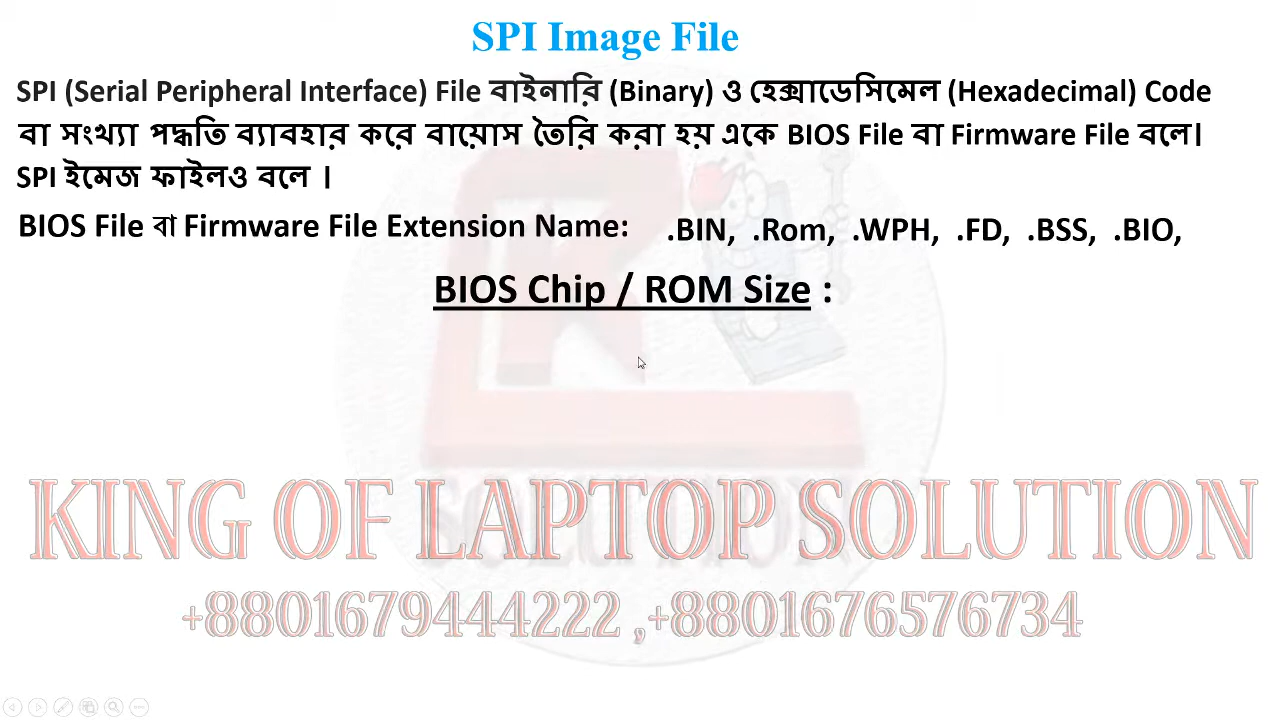 SPI Image File
SPI (Serial Peripheral Interface) File বাইনারি (Binary) ও হেক্সাডেসিমেল (Hexadecimal) Code
বা সংখ্যা পদ্ধতি ব্যাবহার করে বায়োস তৈরি করা হয় একে BIOS File বা Firmware File বলে।
SPI ইমেজ ফাইলও বলে ।
BIOS File বা Firmware File Extension Name: .BIN, .Rom, .WPH, .FD, .BSS, .BIO,
BIOS Chip / ROM Size :
KING OF LAPTOP SOLUTION
+8801679444222 ,+8801676576734